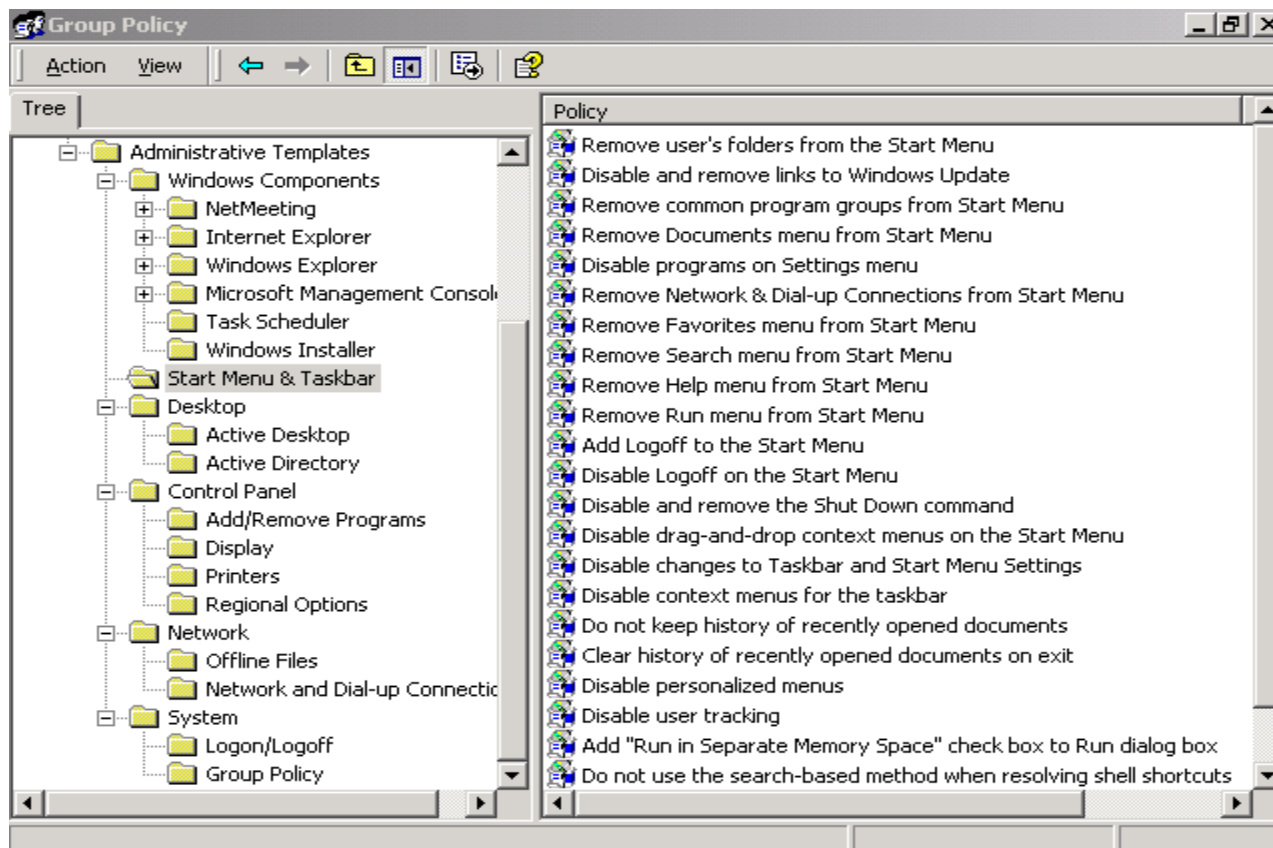 Group Policy
Action View
Tree
Administrative Templates
Windows Components
NetMeeting
Internet Explorer
Windows Explorer
Microsoft Management Consol
Task Scheduler
Windows Installer
Start Menu & Taskbar
Desktop
Active Desktop
Active Directory
Control Panel
Add/Remove Programs
Display
Printers
Regional Options
Network
Offline Files
Network and Dial-up Connectic
System
Logon/Logoff
Group Policy
Policy
Remove user's folders from the Start Menu
Disable and remove links to Windows Update
Remove common program groups from Start Menu
Remove Documents menu from Start Menu
Disable programs on Settings menu
Remove Network & Dial-up Connections from Start Menu
Remove Favorites menu from Start Menu
Remove Search menu from Start Menu
Remove Help menu from Start Menu
Remove Run menu from Start Menu
Add Logoff to the Start Menu
Disable Logoff on the Start Menu
Disable and remove the Shut Down command
Disable drag-and-drop context menus on the Start Menu
Disable changes to Taskbar and Start Menu Settings
Disable context menus for the taskbar
Do not keep history of recently opened documents
Clear history of recently opened documents on exit
Disable personalized menus
Disable user tracking
Add "Run in Separate Memory Space" check box to Run dialog box
Do not use the search-based method when resolving shell shortcuts